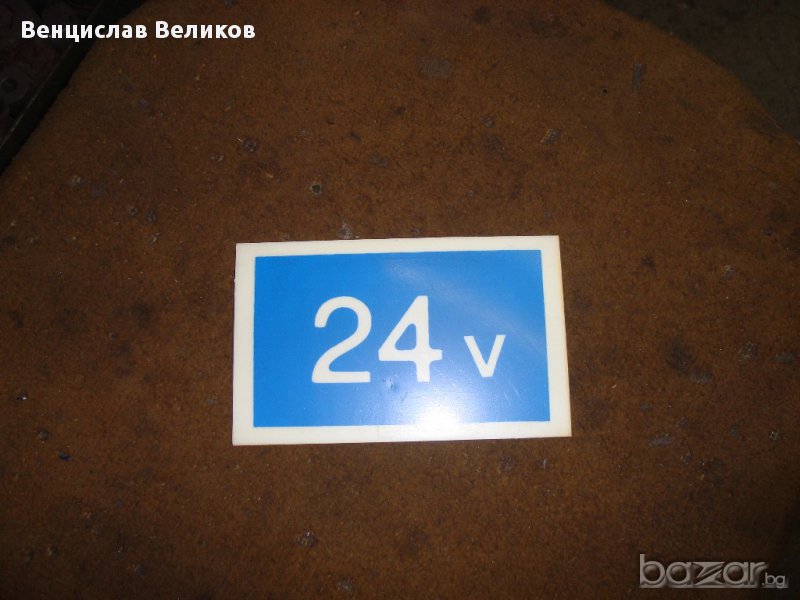 Венцислав Великов
24 v
bazar.bg